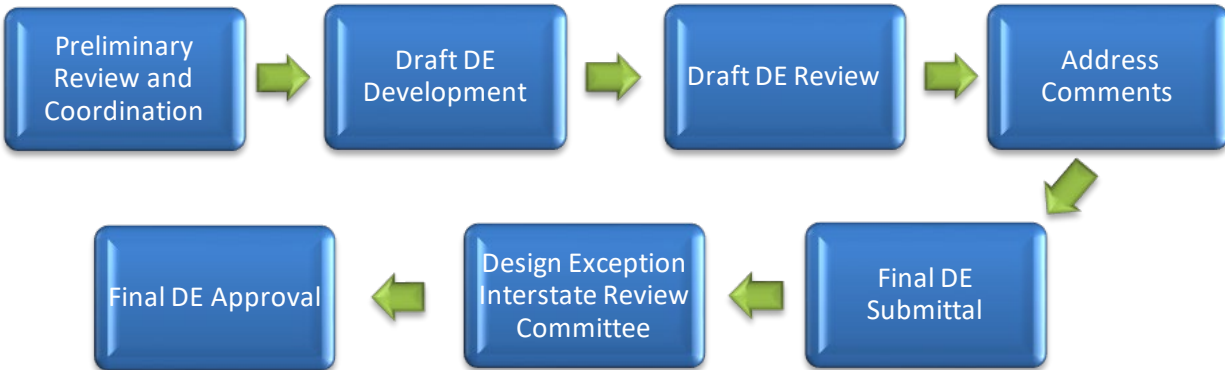 Preliminary
Review and
Coordination
Draft DE
Development
Draft DE Review
Address
Comments
Final DE
Submittal
Design Exception
Interstate Review
Committee
Final DE Approval